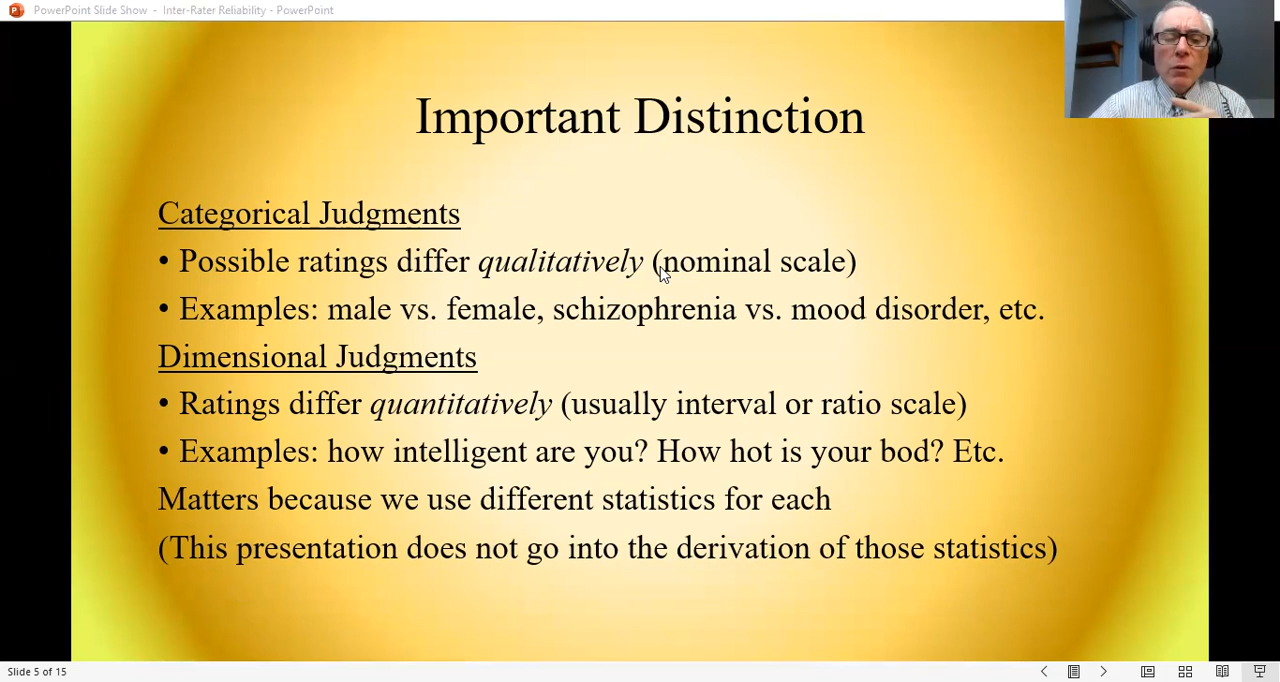 PowerPoint Slide Show - Inter-Rater Reliability - PowerPoint
Important Distinction
Categorical Judgments
• Possible ratings differ qualitatively (nominal scale)
• Examples: male vs. female, schizophrenia vs. mood disorder, etc.
Dimensional Judgments
• Ratings differ quantitatively (usually interval or ratio scale)
• Examples: how intelligent are you? How hot is your bod? Etc.
Matters because we use different statistics for each
(This presentation does not go into the derivation of those statistics)
Slide 5 of 15